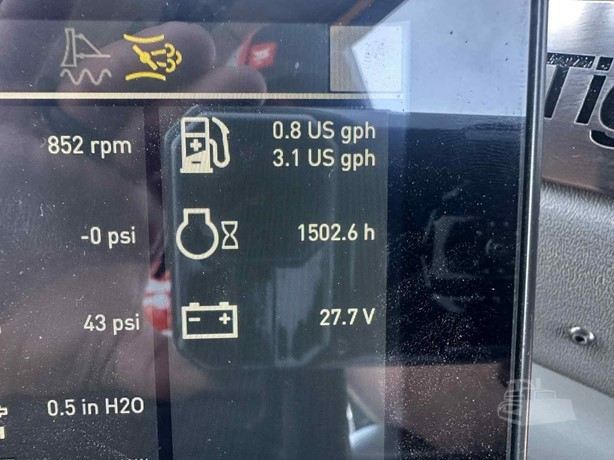 852 rpm
0.8 US gph
3.1 US gph
-0 psi
1502.6 h
43 psi
27.7 V
0.5 in H2O
Tig